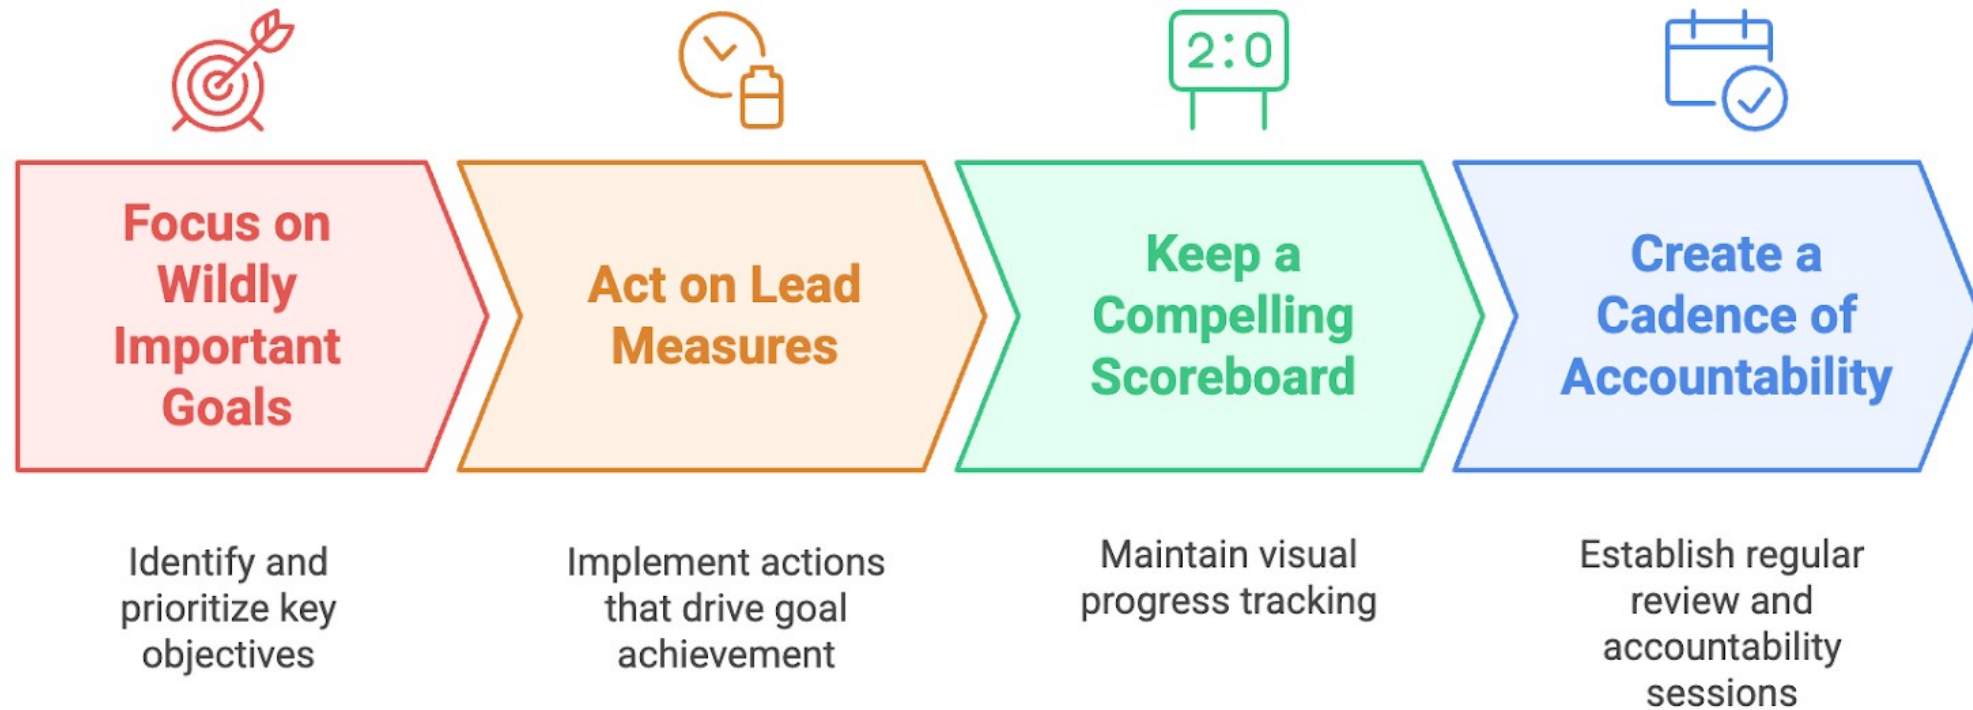 2:0
Focus on
Wildly
Important
Goals
Act on Lead
Measures
Keep a
Compelling
Scoreboard
Create a
Cadence of
Accountability
Identify and
prioritize key
objectives
Implement actions
that drive goal
achievement
Maintain visual
progress tracking
Establish regular
review and
accountability
sessions